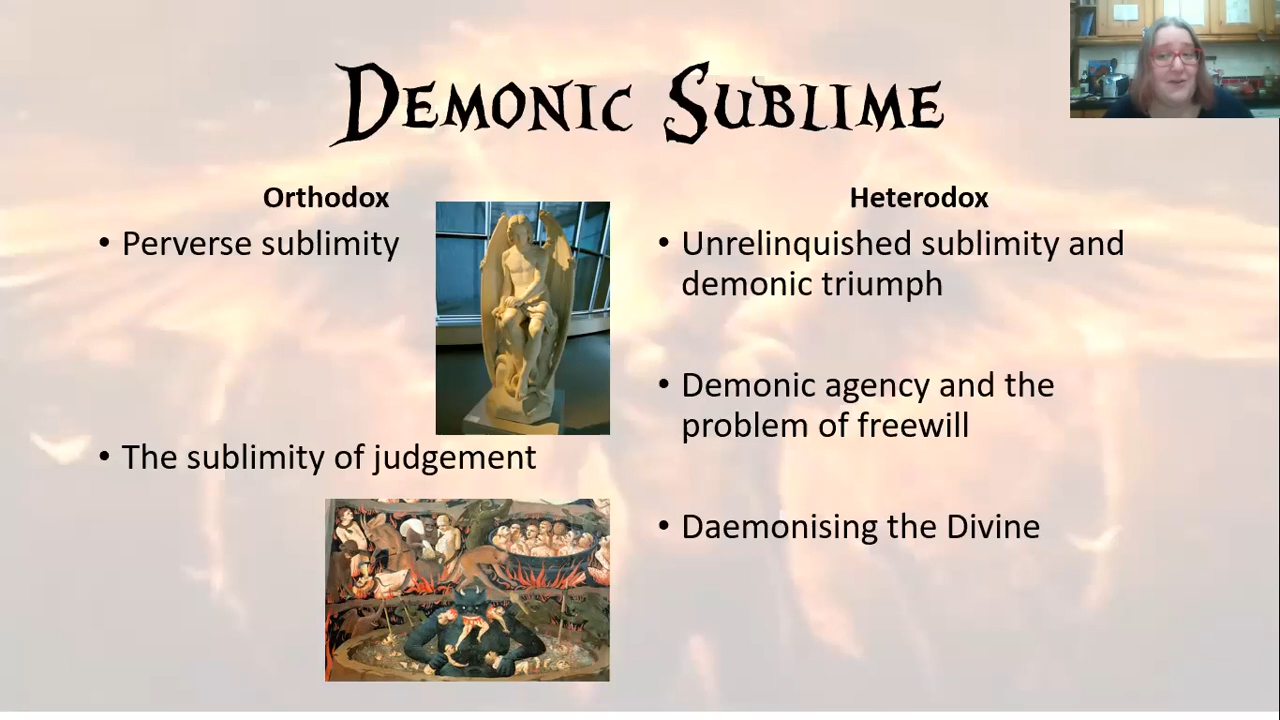 Demonic Sublime
Orthodox
• Perverse sublimity
• The sublimity of judgement
Heterodox
• Unrelinquished sublimity and
demonic triumph
• Demonic agency and the
problem of freewill
• Daemonising the Divine